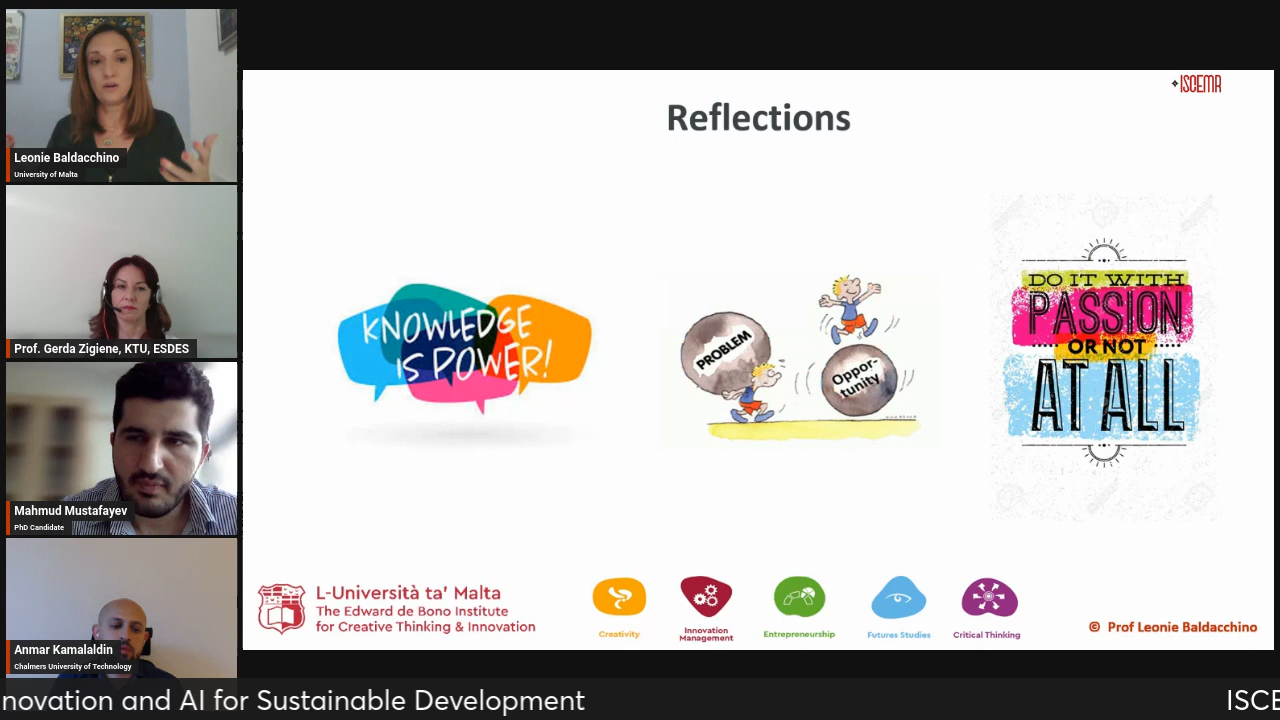 Leonie Baldacchino
University of Malta
Prof. Gerda Zigiene, KTU, ESDES
Mahmud Mustafayev
PhD Candidate
Anmar Kamalaldin
Chalmers University of Technology
ISCEMR
Reflections
KNOWLEDGE
IS POWER!
PROBLEM
Oppor-
tunity
DO IT WITH
PASSION
OR NOT
AT ALL
L-Università ta' Malta
The Edward de Bono Institute
for Creative Thinking & Innovation
Creativity
Innovation
Management
Entrepreneurship
Futures Studies
Critical Thinking
© Prof Leonie Baldacchino
novation and AI for Sustainable Development
ISCE